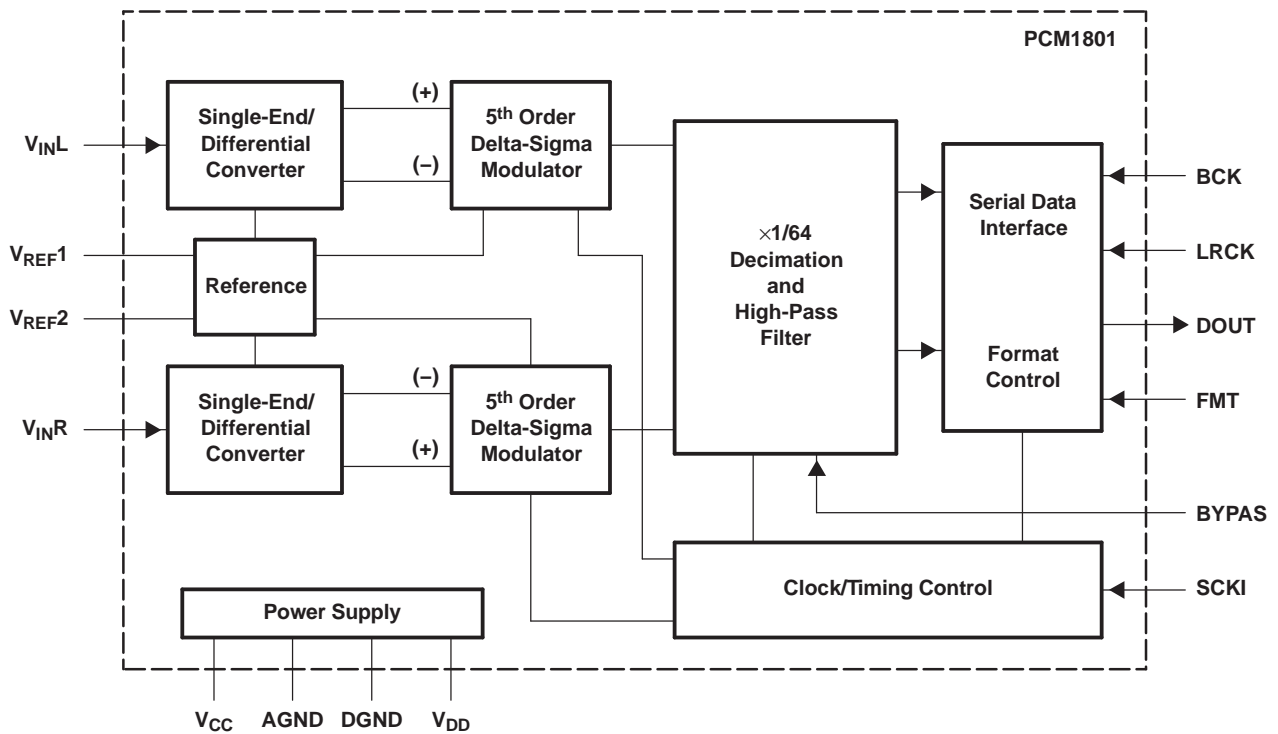 PCM1801
Single-End/
Differential
Converter
(+)
(–)
5th Order
Delta-Sigma
Modulator
VINL
×1/64
Decimation
and
High-Pass
Filter
Serial Data
Interface
Format
Control
BCK
LRCK
DOUT
FMT
BYPAS
SCKI
VREF1
Reference
VREF2
Single-End/
Differential
Converter
(–)
(+)
5th Order
Delta-Sigma
Modulator
VINR
Clock/Timing Control
Power Supply
VCC
AGND
DGND
VDD